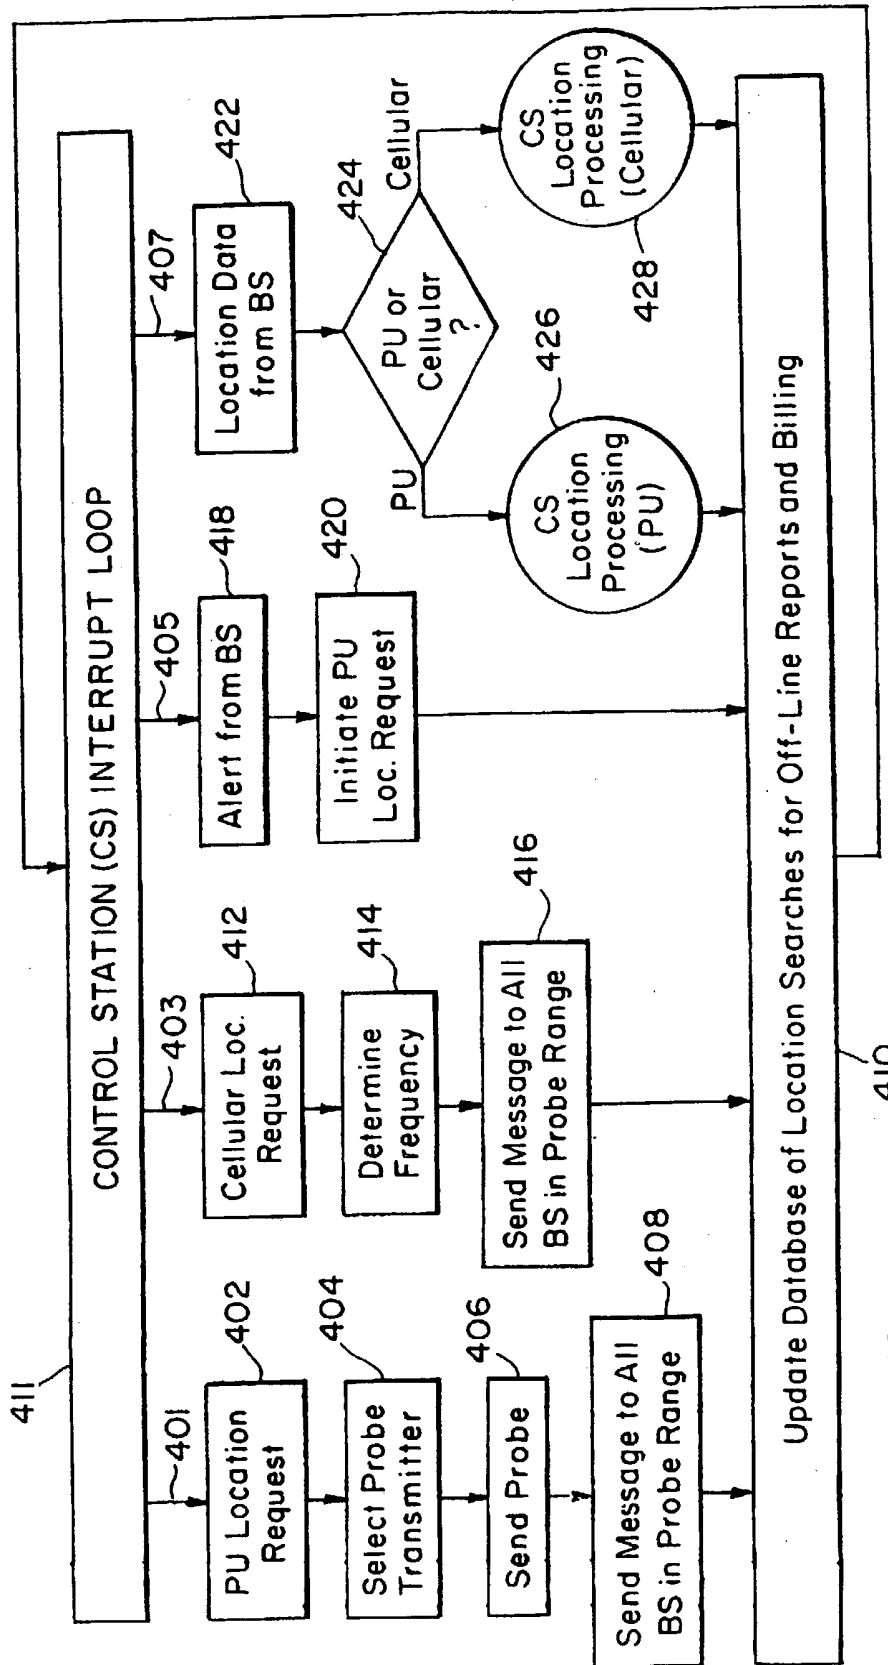 411
CONTROL STATION (CS) INTERRUPT LOOP
401
PU Location
Request
402
Select Probe
Transmitter
404
Send Probe
406
Send Message to All
BS in Probe Range
408
403
Cellular Loc.
Request
412
Determine
Frequency
414
Send Message to All
BS in Probe Range
416
405
Alert from BS
418
Initiate PU
Loc. Request
420
407
Location Data
from BS
422
PU or
Cellular
?
424
PU
Cellular
CS
Location
Processing
(PU)
426
CS
Location
Processing
(Cellular)
428
Update Database of Location Searches for Off-Line Reports and Billing
410